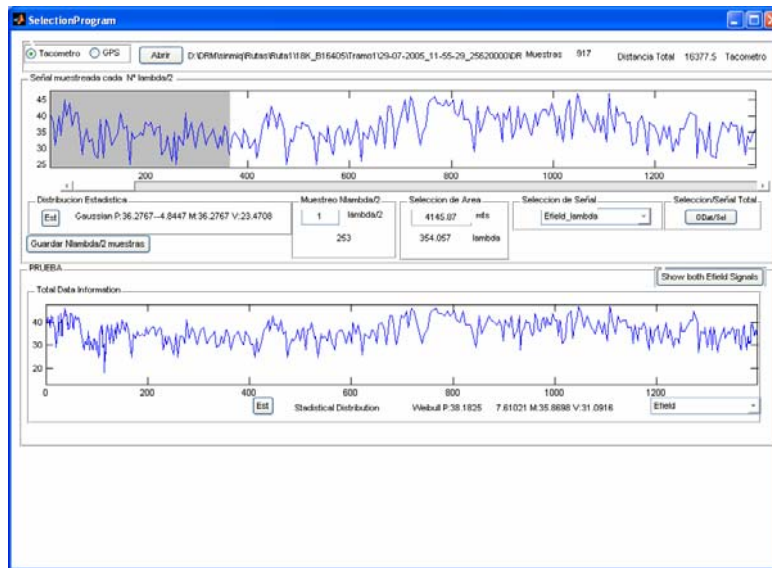 SelectionProgram
Tacometro GPS Abrir D:\DRM\sirmiq\Rutas\Ruta1\18K_B16405\Tramo1\29-07-2005_11-55-29_25620000\DR Muestras 917 Distancia Total 16377.5 Tacometro
Señal muestreada cada N* lambda/2
45
40
35
30
25
200 400 600 800 1000 1200
Distribucion Estadistica Muestreo Nlambda/2 Seleccion de Area Seleccion de Señal Seleccion/Señal Total
Est Gaussian P:36.2767--4.8447 M:36.2767 V:23.4708 1 lambda/2 4145.87 mts Efield_lambda ODat/Sel
Guardar Nlambda/2 muestras 253 354.057 lambda
PRUEBA
Show both Efield Signals
Total Data Information
40
30
20
0 200 400 600 800 1000 1200
Est Stadistical Distribution Weibull P:38.1825 7.61021 M:35.8698 V:31.0916 Efield